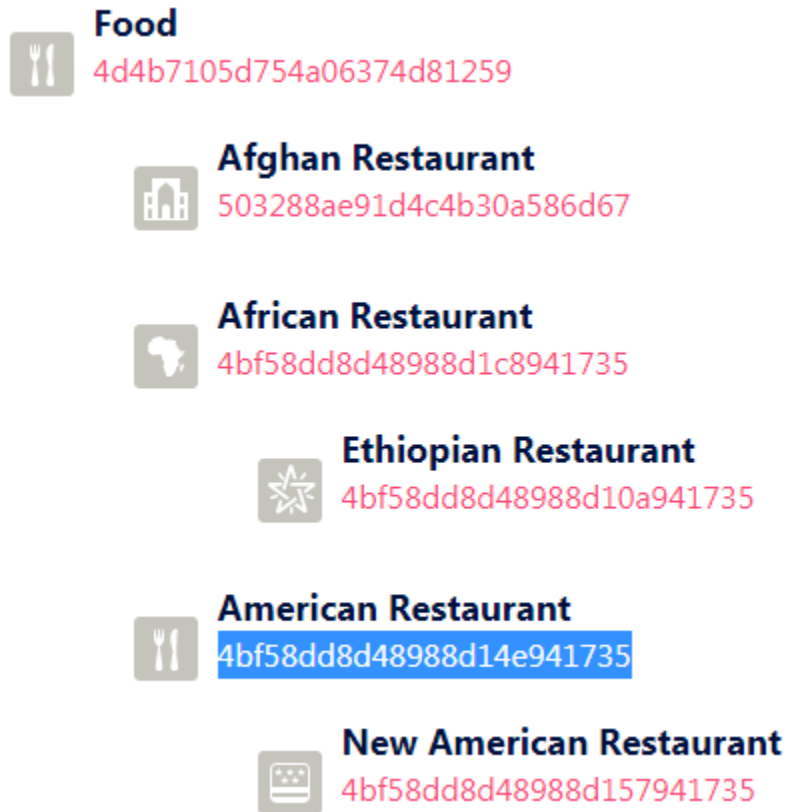 Food
4d4b7105d754a06374d81259
Afghan Restaurant
503288ae91d4c4b30a586d67
African Restaurant
4bf58dd8d48988d1c8941735
Ethiopian Restaurant
4bf58dd8d48988d10a941735
American Restaurant
4bf58dd8d48988d14e941735
New American Restaurant
4bf58dd8d48988d157941735